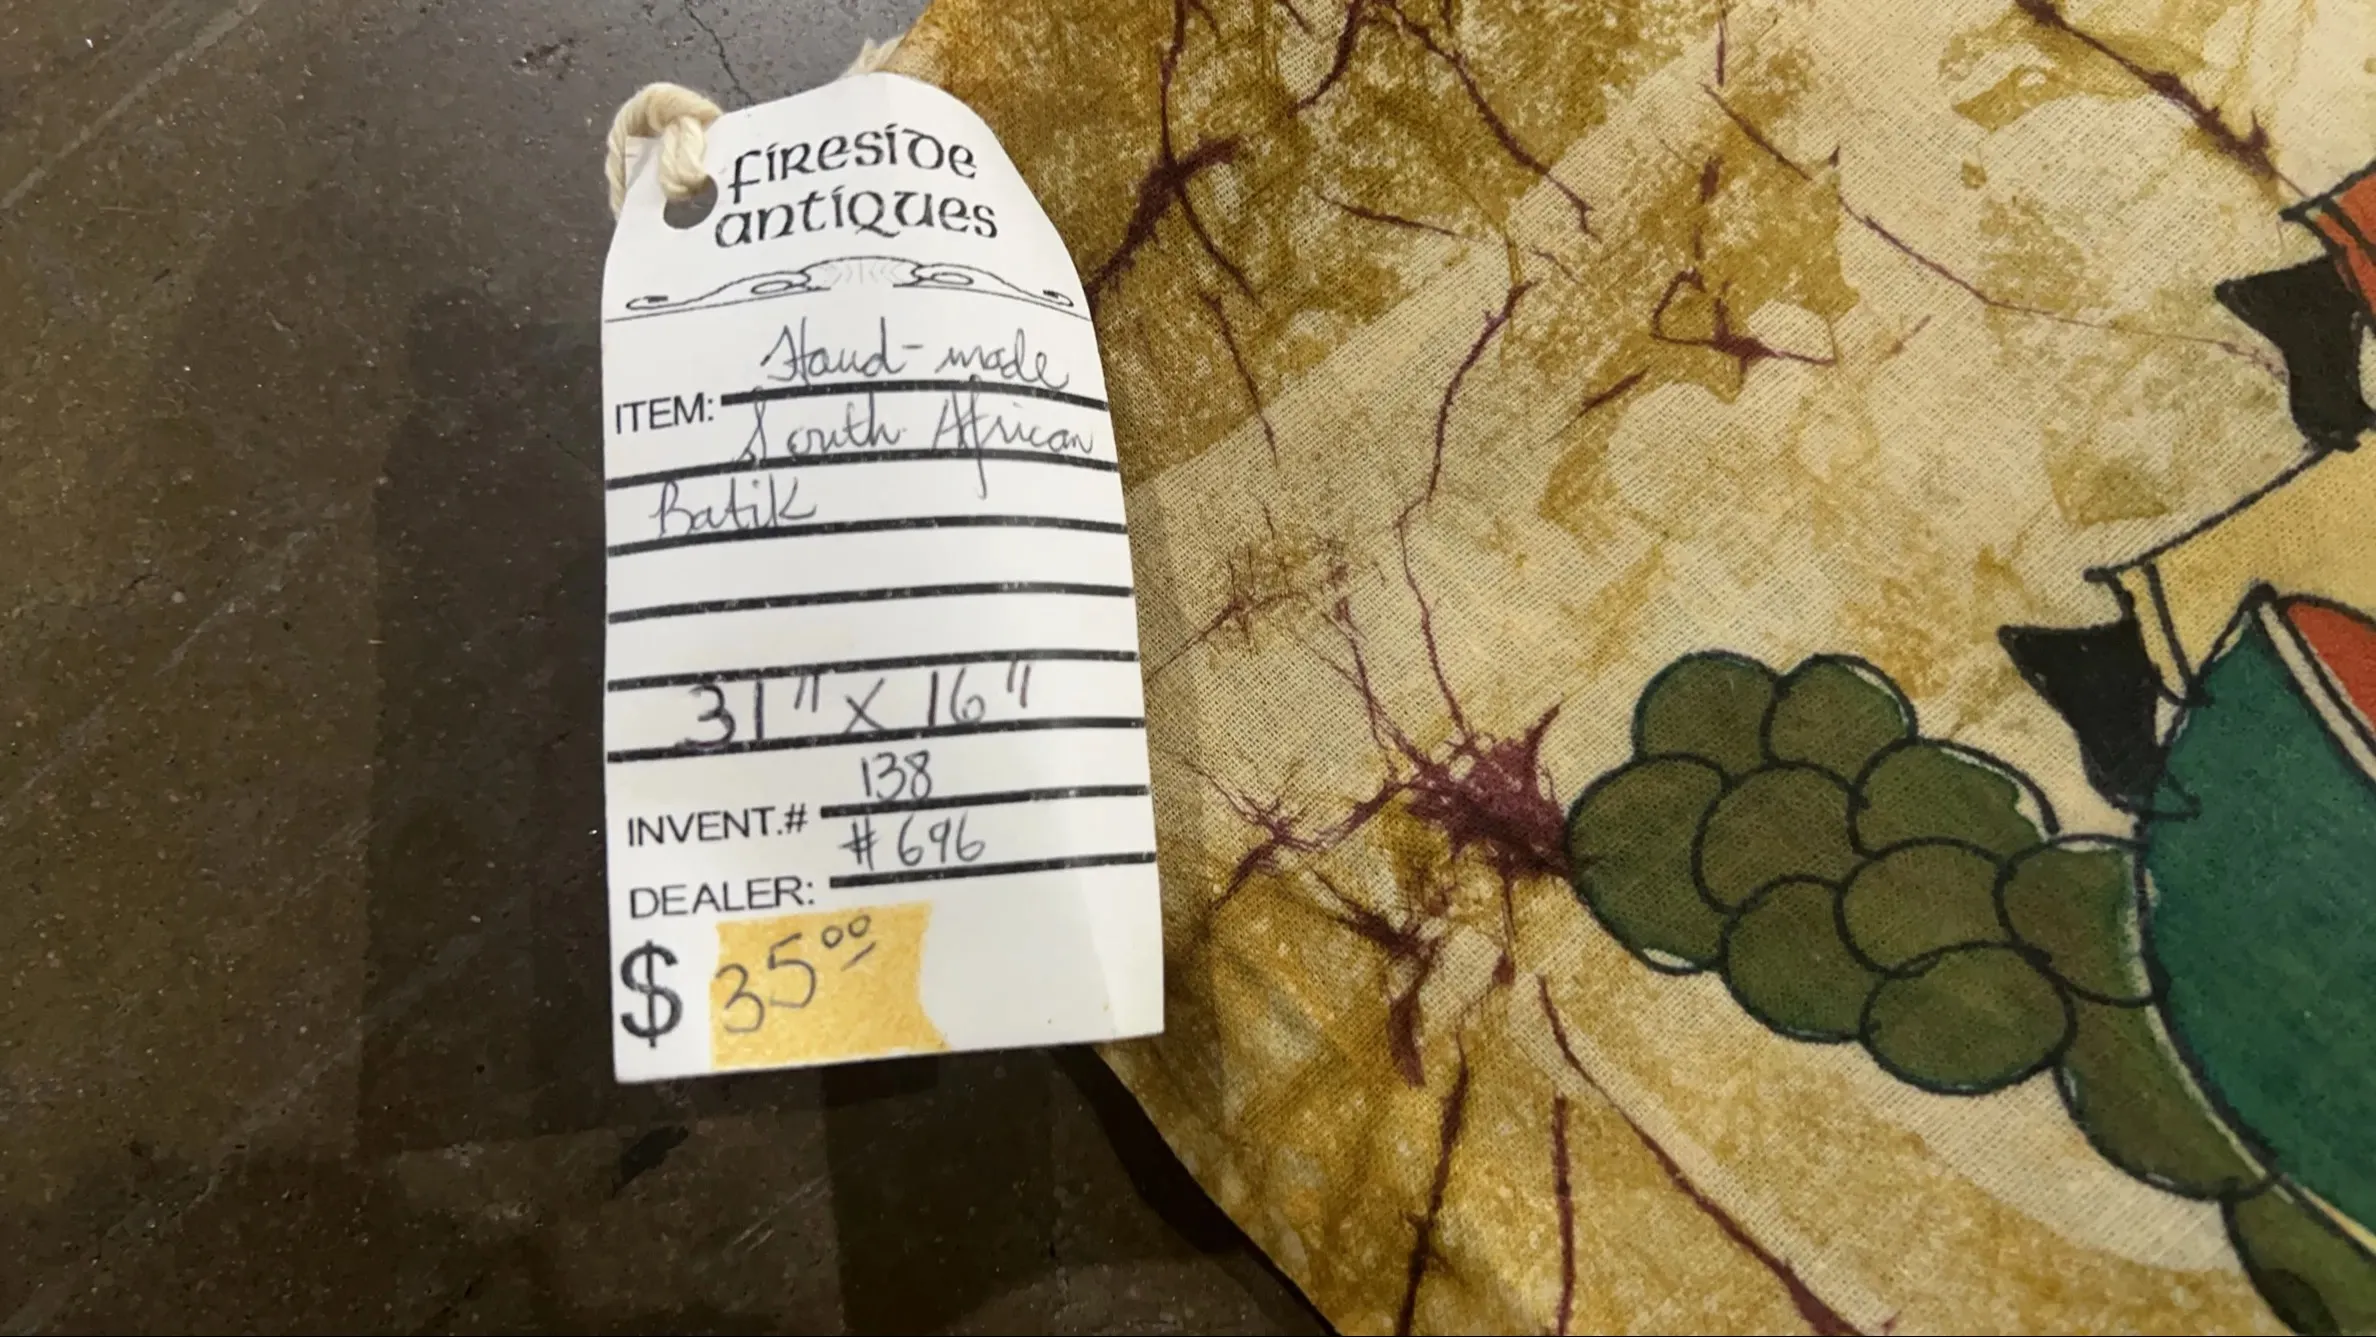 fireside
antiques
Hand-made
ITEM: South African
Batik
31" x 16"
138
INVENT.#
#696
DEALER:
$ 35.00